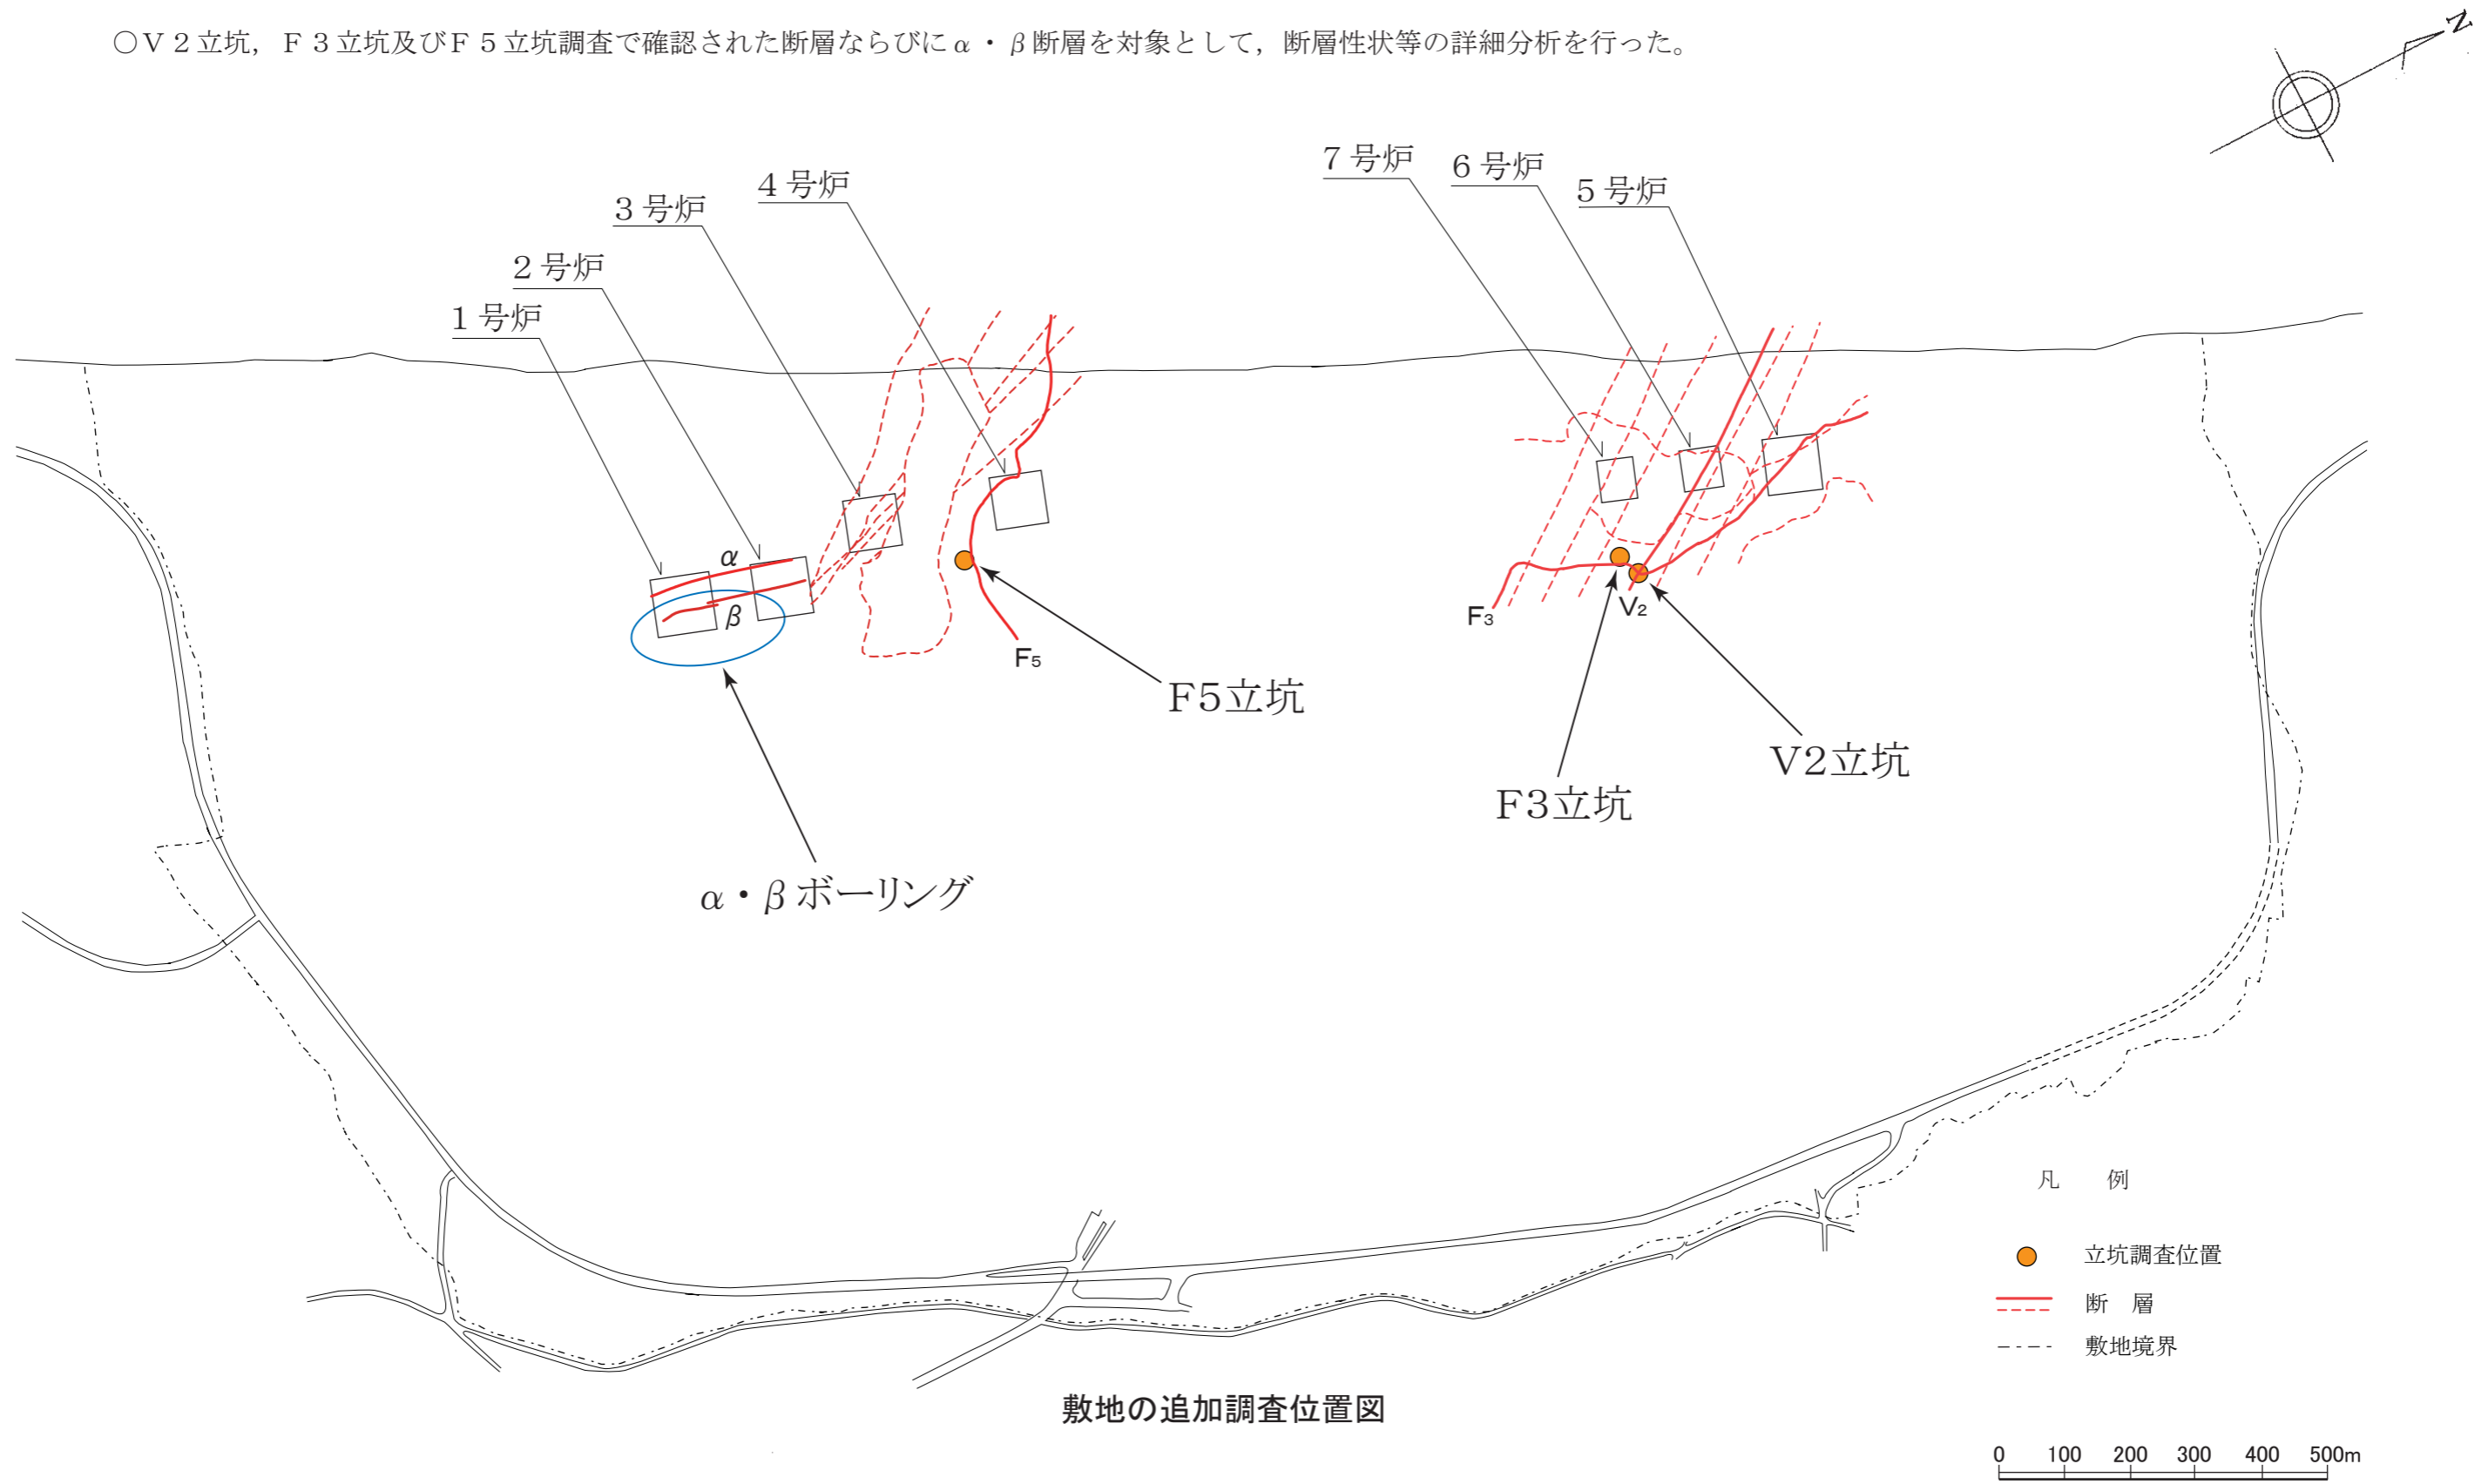 ○Ｖ２立坑，Ｆ３立坑及びＦ５立坑調査で確認された断層ならびにα・β断層を対象として，断層性状等の詳細分析を行った。
N
7号炉
6号炉
5号炉
4号炉
3号炉
2号炉
1号炉
α
β
F5
F3
V2
F5立坑
V2立坑
F3立坑
α・βボーリング
凡　例
立坑調査位置
断　層
敷地境界
敷地の追加調査位置図
0 100 200 300 400 500m